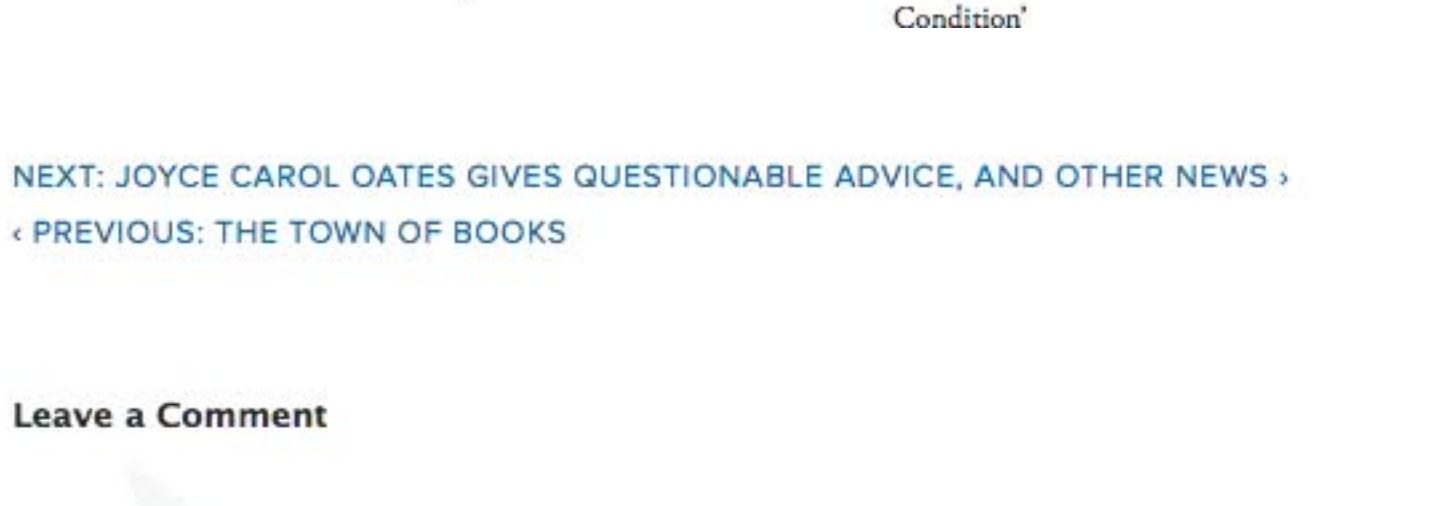 Condition'
NEXT: JOYCE CAROL OATES GIVES QUESTIONABLE ADVICE, AND OTHER NEWS ›
‹ PREVIOUS: THE TOWN OF BOOKS
Leave a Comment